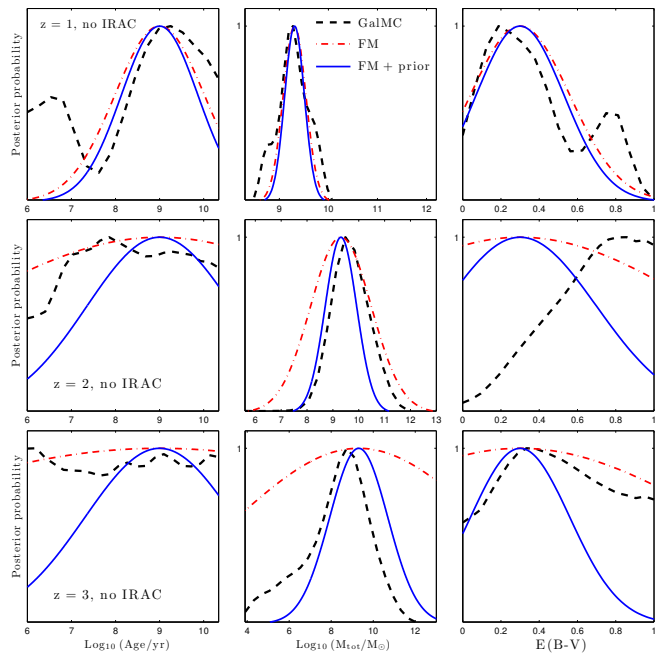 z = 1, no IRAC
GalMC
FM
FM + prior
Posterior probability
1
1
1
6 7 8 9 10
9 10 11 12
0 0.2 0.4 0.6 0.8 1
Posterior probability
z = 2, no IRAC
1
1
1
6 7 8 9 10
6 7 8 9 10 11 12 13
0 0.2 0.4 0.6 0.8 1
Posterior probability
z = 3, no IRAC
1
1
1
6 7 8 9 10
4 6 8 10 12
0 0.2 0.4 0.6 0.8 1
Log₁₀ (Age/yr)
Log₁₀ (Mₜₒₜ/M☉)
E(B-V)